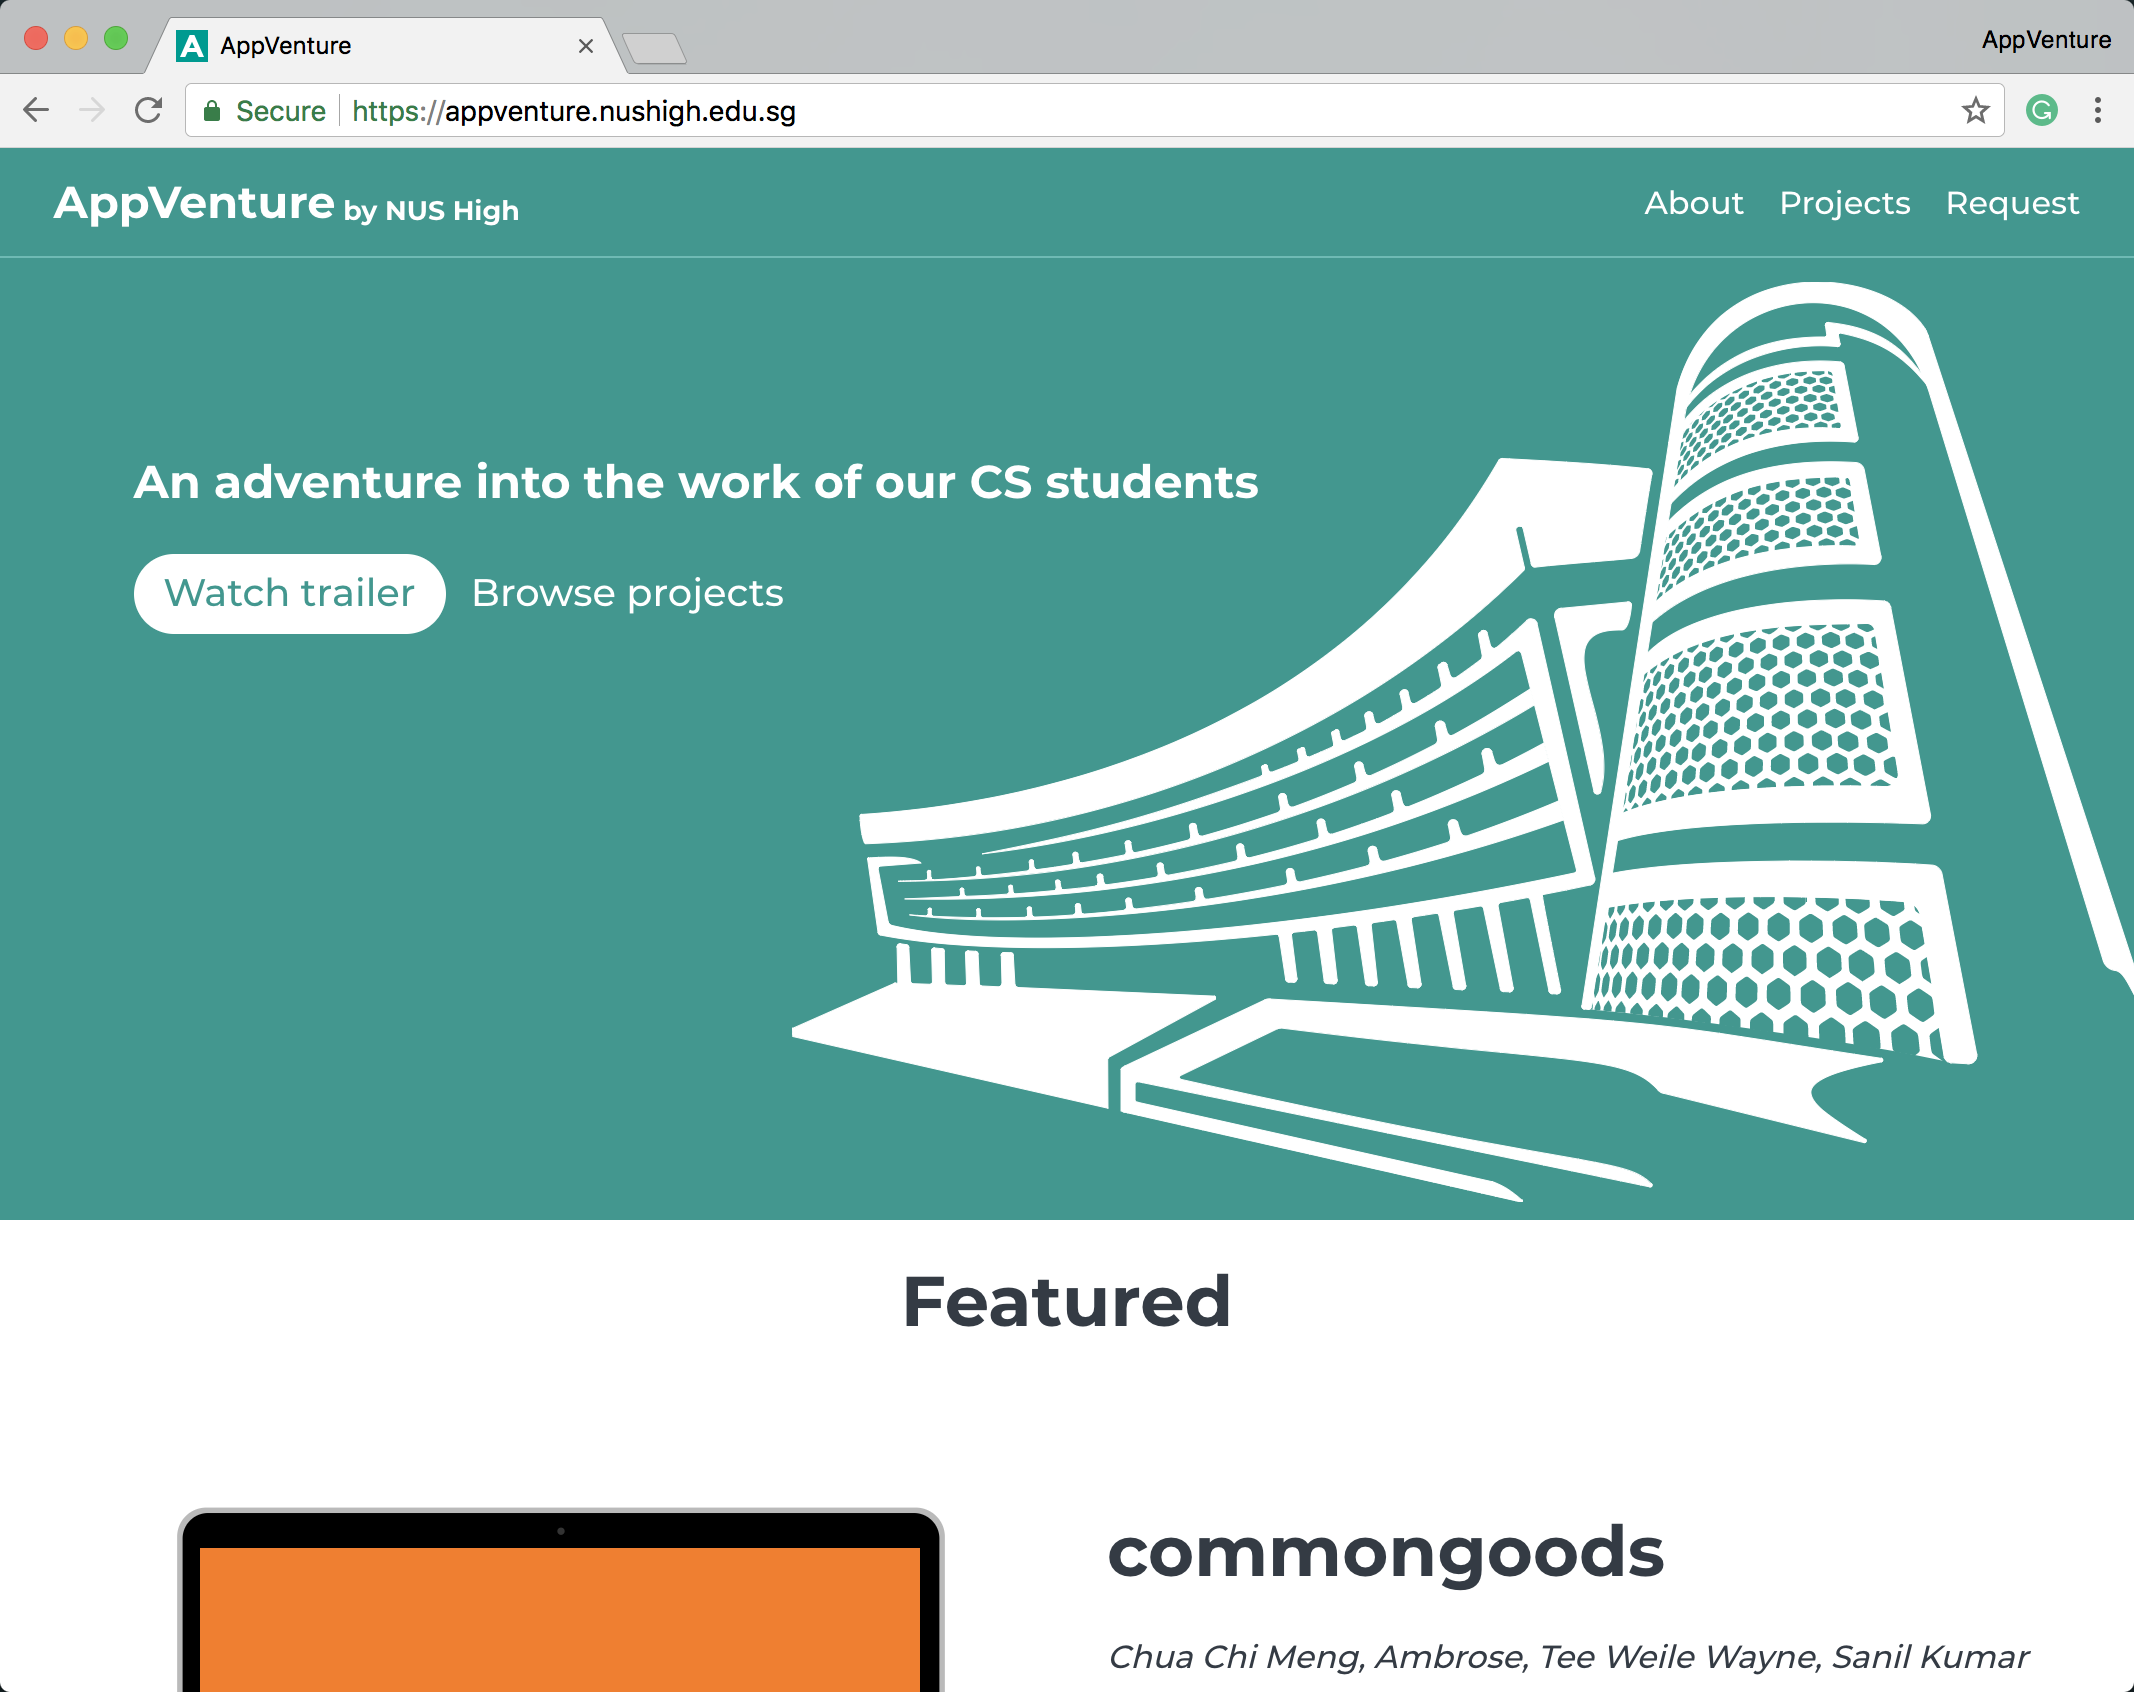 A AppVenture
AppVenture
Secure https://appventure.nushigh.edu.sg
AppVenture by NUS High
About Projects Request
An adventure into the work of our CS students
Watch trailer Browse projects
Featured
commongoods
Chua Chi Meng, Ambrose, Tee Weile Wayne, Sanil Kumar